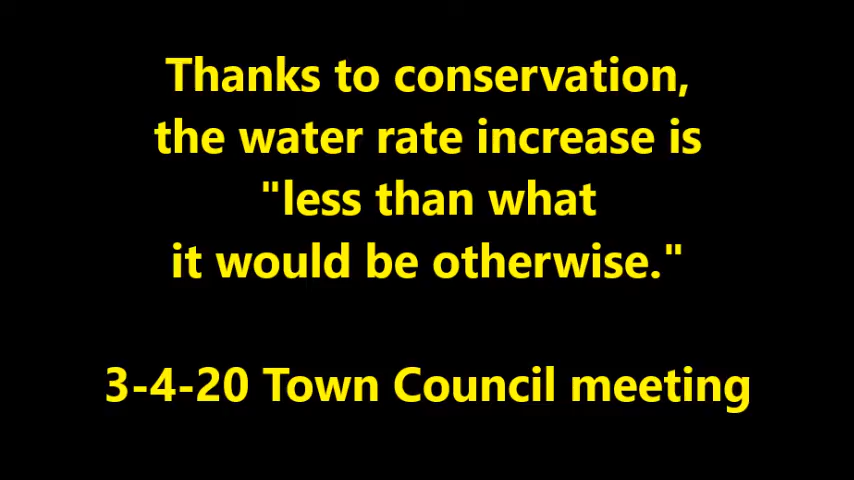 Thanks to conservation,
the water rate increase is
"less than what
it would be otherwise."
3-4-20 Town Council meeting